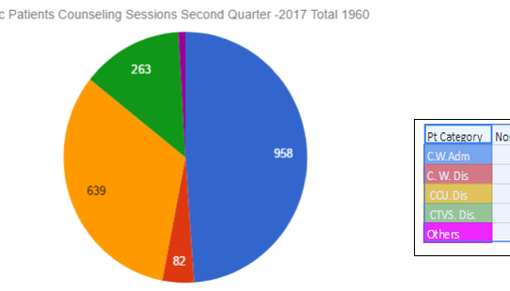 c Patients Counseling Sessions Second Quarter -2017 Total 1960
263
958
639
82
Pt Category No
C.W.Adm
C. W. Dis
CCU. Dis.
CTVS. Dis.
Others